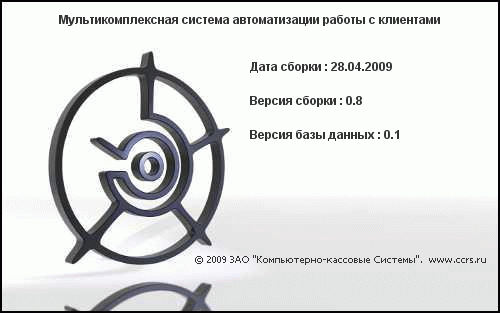 Мультикомплексная система автоматизации работы с клиентами
Дата сборки : 28.04.2009
Версия сборки : 0.8
Версия базы данных : 0.1
© 2009 ЗАО "Компьютерно-кассовые Системы". www.ccrs.ru